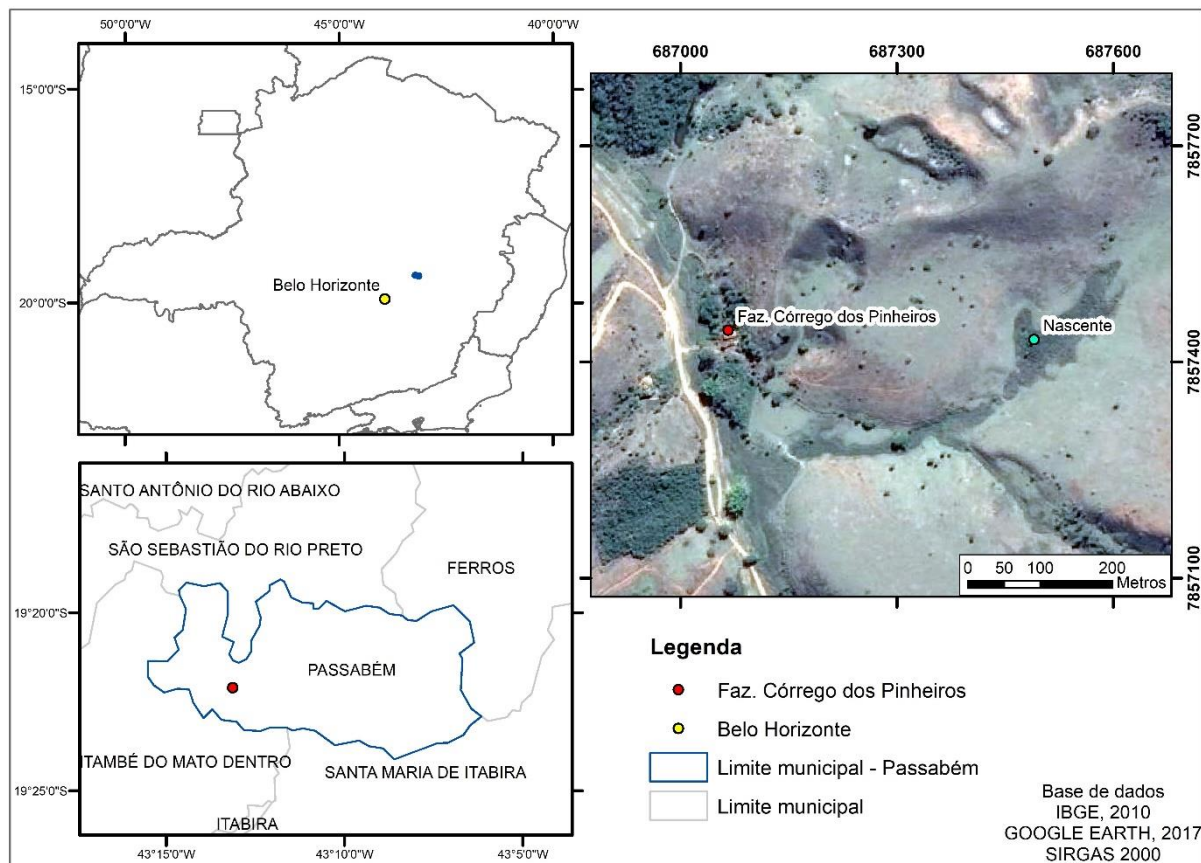 50°0'0"W
45°0'0"W
40°0'0"W
15°0'0"S
20°0'0"S
Belo Horizonte
687000
687300
687600
7857700
7857400
7857100
Faz. Córrego dos Pinheiros
Nascente
0 50 100 200
Metros
SANTO ANTÔNIO DO RIO ABAIXO
SÃO SEBASTIÃO DO RIO PRETO
FERROS
19°20'0"S
PASSABÉM
ITAMBÉ DO MATO DENTRO
SANTA MARIA DE ITABIRA
19°25'0"S
ITABIRA
43°15'0"W
43°10'0"W
43°5'0"W
Legenda
Faz. Córrego dos Pinheiros
Belo Horizonte
Limite municipal - Passabém
Limite municipal
Base de dados
IBGE, 2010
GOOGLE EARTH, 2017
SIRGAS 2000